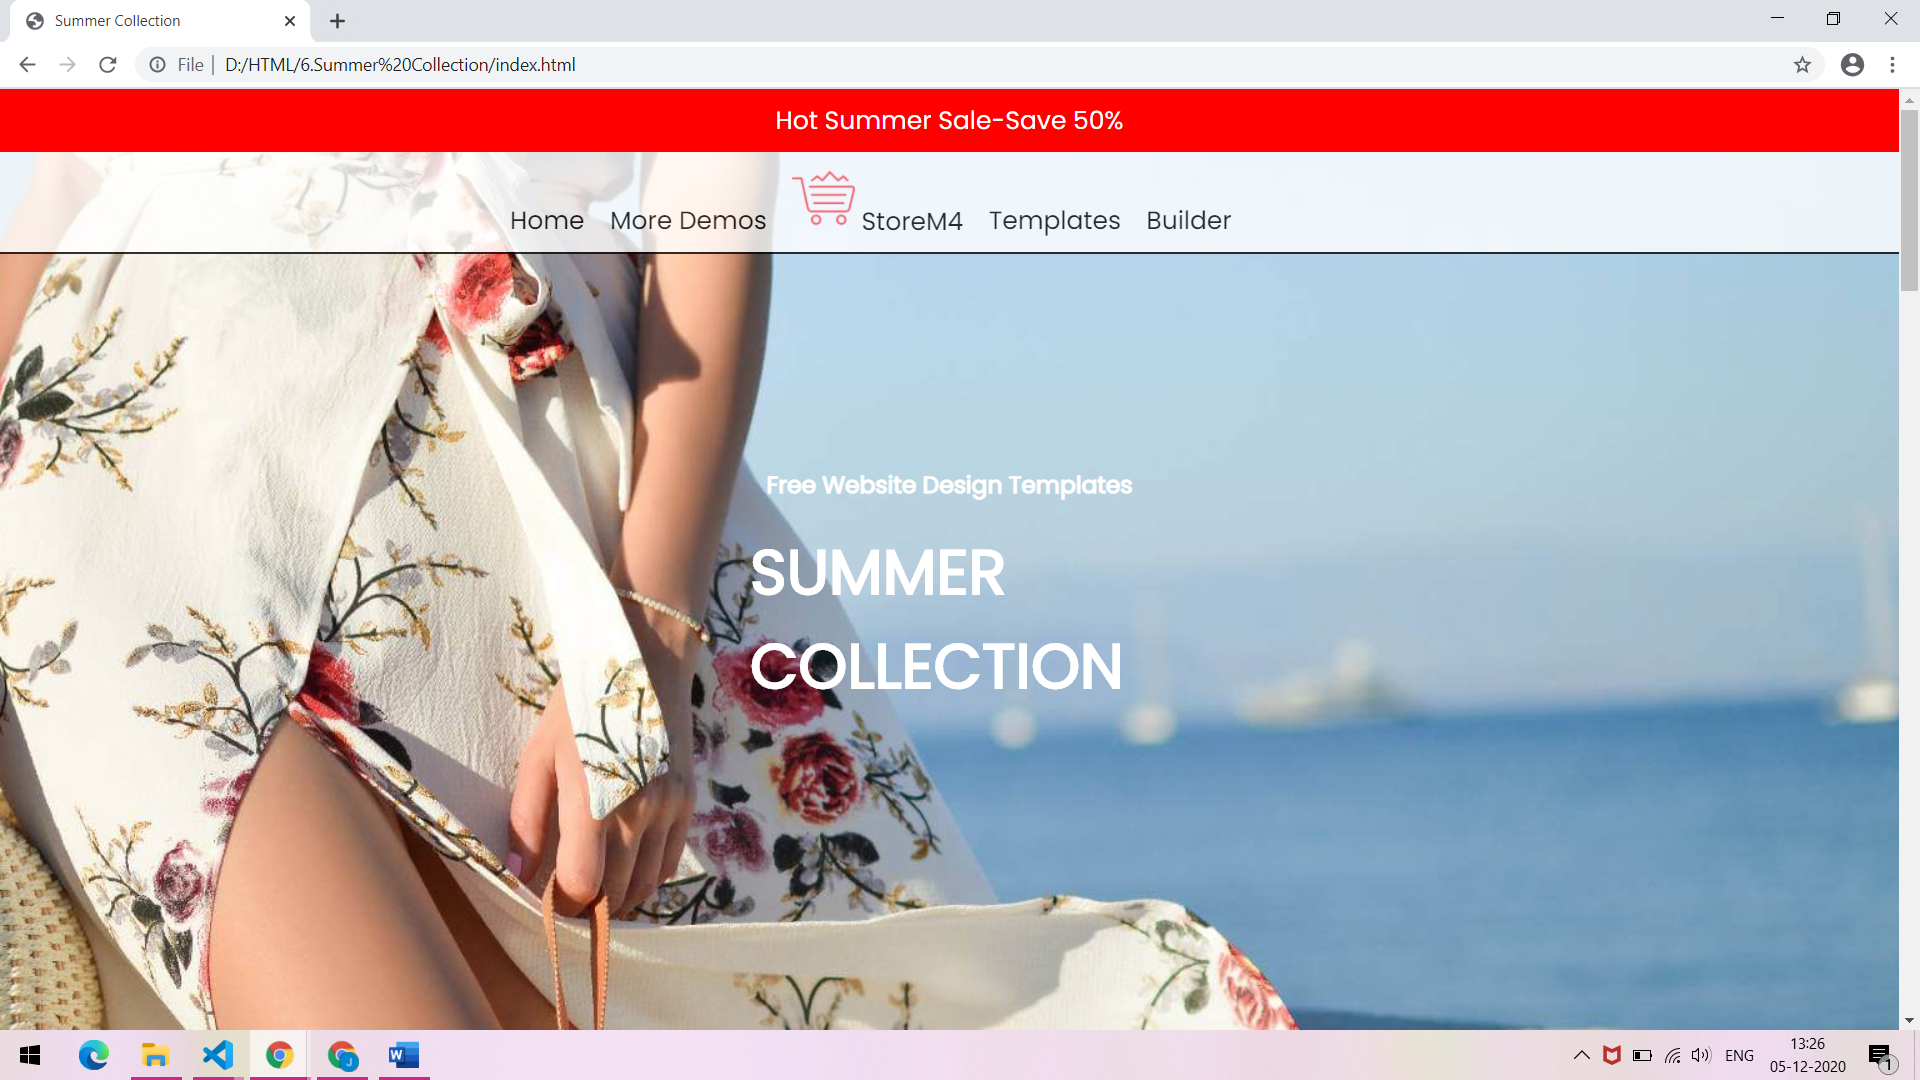 Summer Collection
File
D:/HTML/6.Summer%20Collection/index.html
Hot Summer Sale-Save 50%
Home More Demos StoreM4 Templates Builder
Free Website Design Templates
SUMMER
COLLECTION
J
W
ENG
13:26
05-12-2020
1